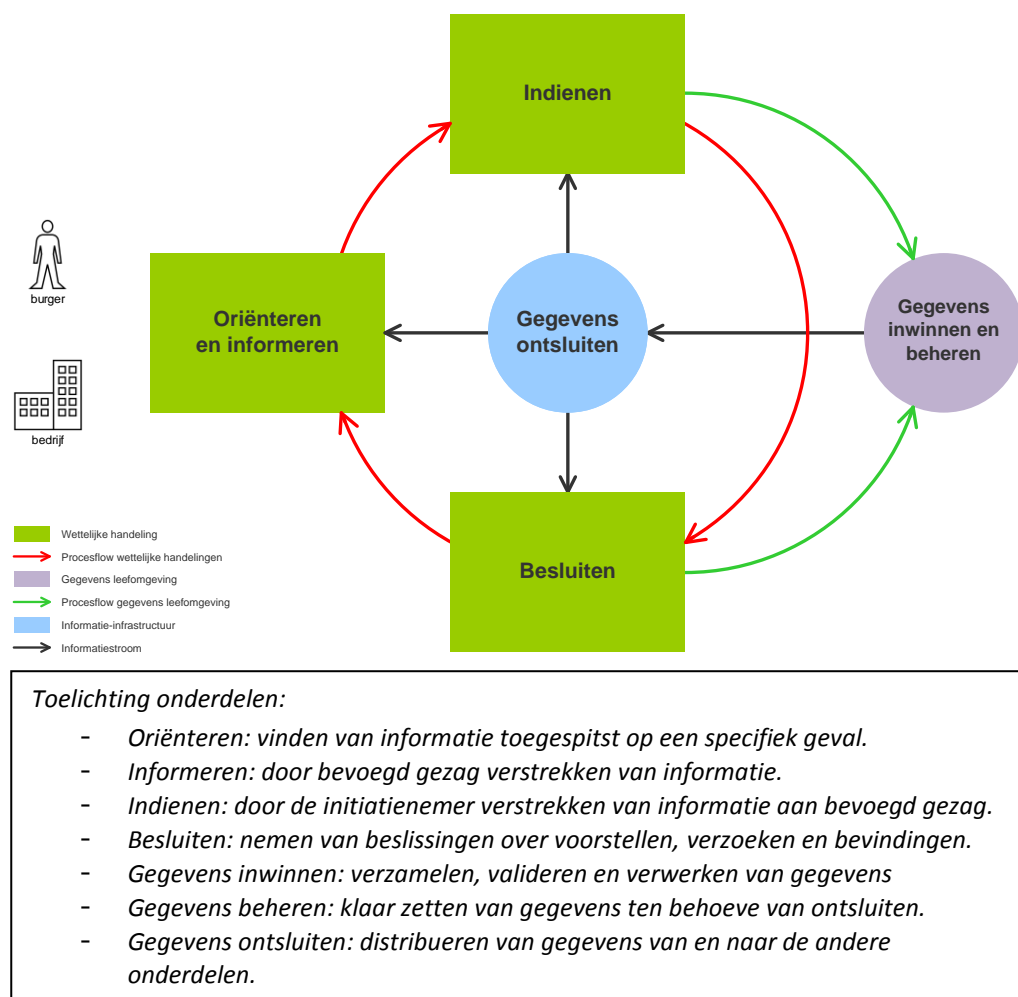 Indienen
burger
Oriënteren
en informeren
Gegevens
ontsluiten
Gegevens
inwinnen en
beheren
bedrijf
Besluiten
Wettelijke handeling
Procesflow wettelijke handelingen
Gegevens leefomgeving
Procesflow gegevens leefomgeving
Informatie-infrastructuur
Informatiestroom
Toelichting onderdelen:
- Oriënteren: vinden van informatie toegespitst op een specifiek geval.
- Informeren: door bevoegd gezag verstrekken van informatie.
- Indienen: door de initiatienemer verstrekken van informatie aan bevoegd gezag.
- Besluiten: nemen van beslissingen over voorstellen, verzoeken en bevindingen.
- Gegevens inwinnen: verzamelen, valideren en verwerken van gegevens
- Gegevens beheren: klaar zetten van gegevens ten behoeve van ontsluiten.
- Gegevens ontsluiten: distribueren van gegevens van en naar de andere
onderdelen.